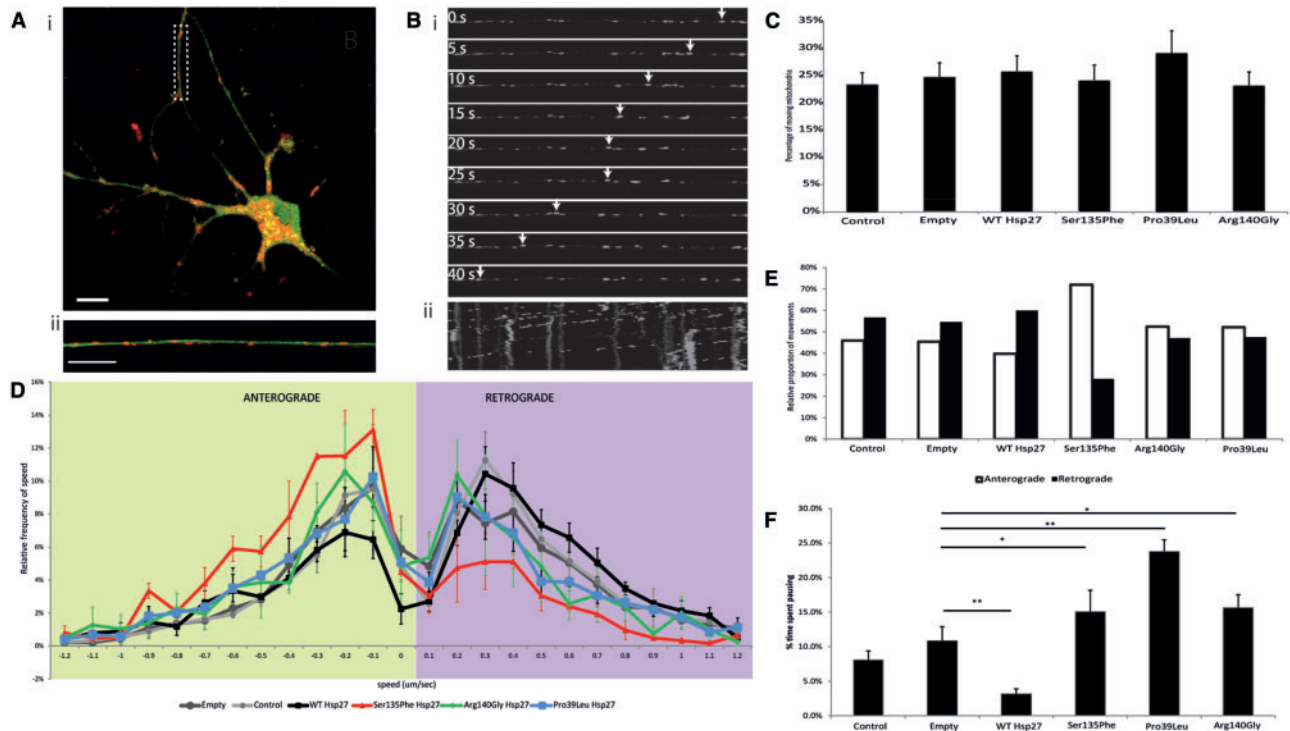 A
i
B
ii
B
i
0 s
5 s
10 s
15 s
20 s
25 s
30 s
35 s
40 s
ii
C
Percentage of moving mitochondria
35%
30%
25%
20%
15%
10%
5%
0%
Control Empty WT Hsp27 Ser135Phe Pro39Leu Arg140Gly
D
ANTEROGRADE RETROGRADE
Relative frequency of speed
16%
14%
12%
10%
8%
6%
4%
2%
0%
-2%
-1.2 -1.1 -1 -0.9 -0.8 -0.7 -0.6 -0.5 -0.4 -0.3 -0.2 -0.1 0 0.1 0.2 0.3 0.4 0.5 0.6 0.7 0.8 0.9 1 1.1 1.2
speed (um/sec)
Empty Control WT Hsp27 Ser135Phe Hsp27 Arg140Gly Hsp27 Pro39Leu Hsp27
E
Relative proportion of movements
80%
70%
60%
50%
40%
30%
20%
10%
0%
Control Empty WT Hsp27 Ser135Phe Arg140Gly Pro39Leu
Anterograde Retrograde
F
% time spent pausing
30.0%
25.0%
20.0%
15.0%
10.0%
5.0%
0.0%
*
**
*
**
Control Empty WT Hsp27 Ser135Phe Pro39Leu Arg140Gly